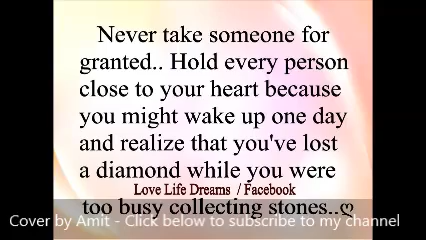 Never take someone for
granted.. Hold every person
close to your heart because
you might wake up one day
and realize that you've lost
a diamond while you were
Love Life Dreams / Facebook
too busy collecting stones..ღ
Cover by Amit - Click below to subscribe to my channel